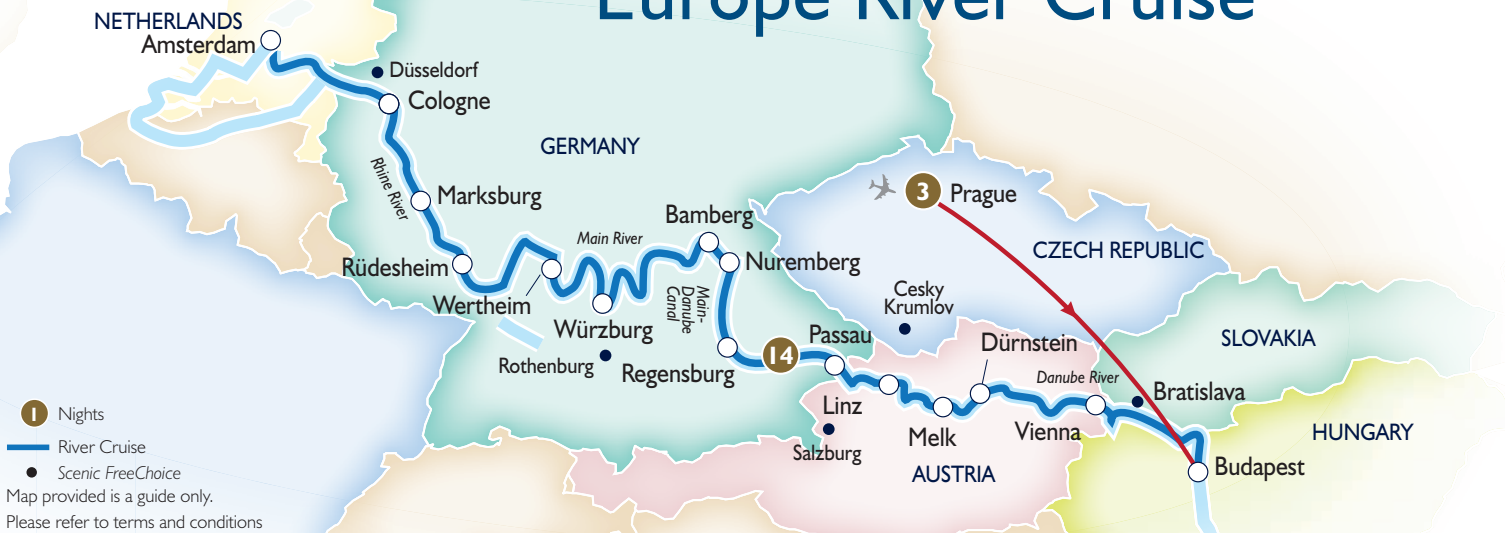 Europe River Cruise
NETHERLANDS
Amsterdam
Düsseldorf
Cologne
GERMANY
Rhine River
Marksburg
3
Prague
Bamberg
Main River
CZECH REPUBLIC
Rüdesheim
Nuremberg
Wertheim
Main-
Danube
Canal
Cesky
Krumlov
Würzburg
Passau
Dürnstein
SLOVAKIA
14
Rothenburg
Regensburg
Danube River
Bratislava
Linz
Melk
Vienna
HUNGARY
Salzburg
AUSTRIA
Budapest
1 Nights
River Cruise
Scenic FreeChoice
Map provided is a guide only.
Please refer to terms and conditions